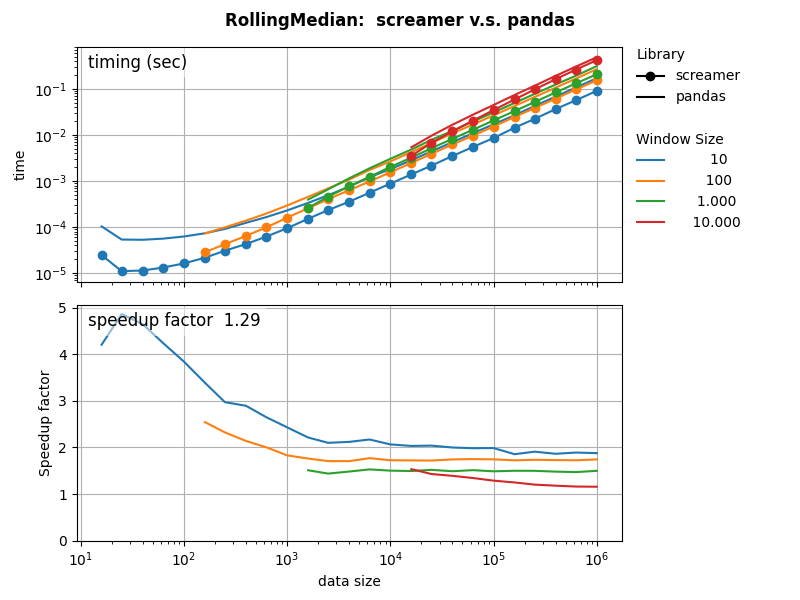 RollingMedian:  screamer v.s. pandas
timing (sec)
time
10⁻¹
10⁻²
10⁻³
10⁻⁴
10⁻⁵
Library
screamer
pandas
Window Size
10
100
1.000
10.000
speedup factor  1.29
Speedup factor
5
4
3
2
1
0
10¹ 10² 10³ 10⁴ 10⁵ 10⁶
data size